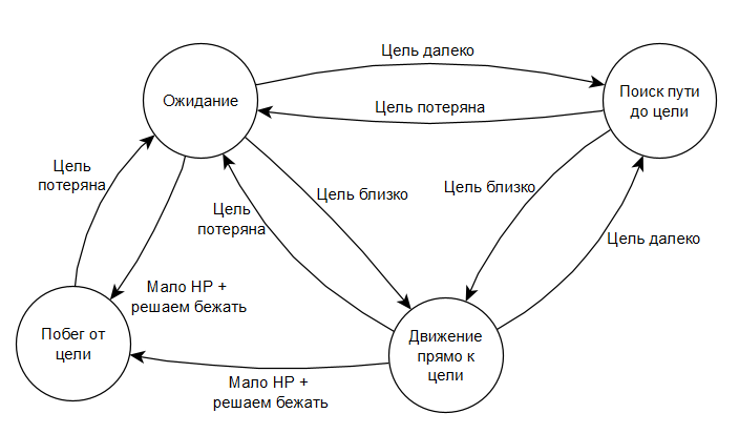 Цель далеко
Ожидание
Поиск пути
до цели
Цель потеряна
Цель
потеряна
Цель близко
Цель близко
Цель
потеряна
Цель далеко
Мало HP +
решаем бежать
Побег от
цели
Движение
прямо к
цели
Мало HP +
решаем бежать